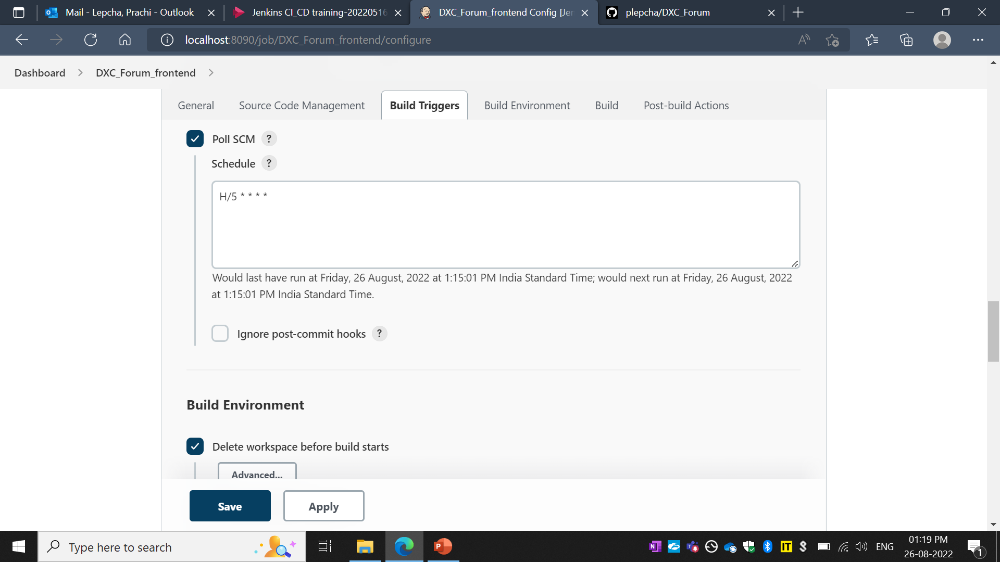 Mail - Lepcha, Prachi - Outlook
Jenkins CI_CD training-20220516
DXC_Forum_frontend Config [Jen
plepcha/DXC_Forum
localhost:8090/job/DXC_Forum_frontend/configure
Dashboard
DXC_Forum_frontend
General
Source Code Management
Build Triggers
Build Environment
Build
Post-build Actions
Poll SCM ?
Schedule ?
H/5 * * * *
Would last have run at Friday, 26 August, 2022 at 1:15:01 PM India Standard Time; would next run at Friday, 26 August, 2022
at 1:15:01 PM India Standard Time.
Ignore post-commit hooks ?
Build Environment
Delete workspace before build starts
Advanced...
Save
Apply
Type here to search
ENG
01:19 PM
26-08-2022
1